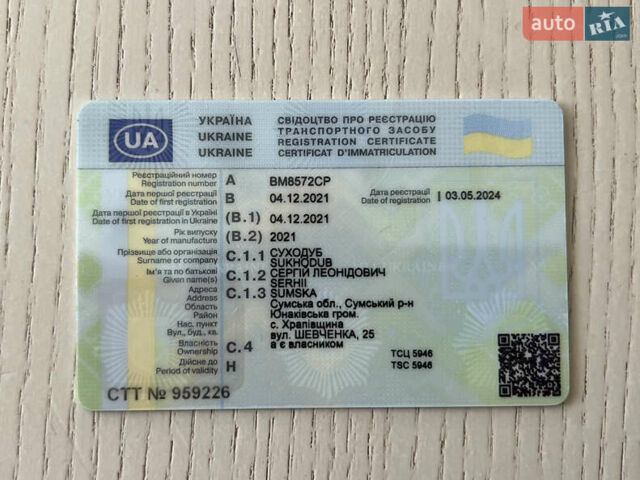 auto RIA .com
УКРАЇНА СВІДОЦТВО ПРО РЕЄСТРАЦІЮ
UA UKRAINE ТРАНСПОРТНОГО ЗАСОБУ
REGISTRATION CERTIFICATE
UKRAINE CERTIFICAT D'IMMATRICULATION
Реєстраційний номер
Registration number A BM8572CP
Дата першої реєстрації
Date of first registration B 04.12.2021
Дата реєстрації
Date of registration 03.05.2024
Дата першої реєстрації в Україні
Date of first registration in Ukraine (B.1) 04.12.2021
Рік випуску
Year of manufacture (B.2) 2021
Прізвище або організація
Surname or company C.1.1 СУХОДУБ
SUKHODUB
Ім'я та по батькові
Given name(s) C.1.2 СЕРГІЙ ЛЕОНІДОВИЧ
SERHII
Адреса
Address C.1.3 SUMSKA
Область Сумська обл., Сумський р-н
Район Юнаківська гром.
Нас. пункт с. Храпівщина
Вул., буд., кв. вул. ШЕВЧЕНКА, 25
Власність
Ownership C.4 а є власником
Дійсне до
Period of validity H
ТСЦ 5946
TSC 5946
СТТ № 959226